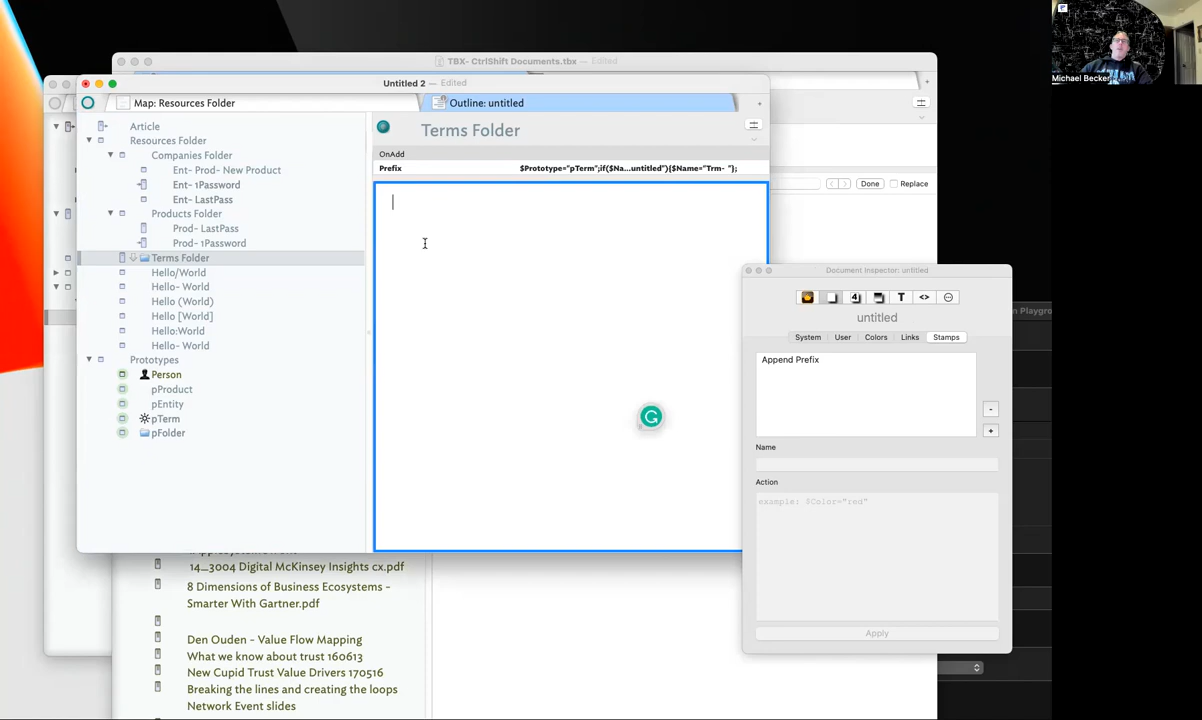 TBX- CtrlShift Documents.tbx — Edited
Michael Becker
Untitled 2 — Edited
Map: Resources Folder
Outline: untitled
Article
Resources Folder
Companies Folder
Ent- Prod- New Product
Ent- 1Password
Ent- LastPass
Products Folder
Prod- LastPass
Prod- 1Password
Terms Folder
Hello/World
Hello- World
Hello (World)
Hello [World]
Hello:World
Hello- World
Prototypes
Person
pProduct
pEntity
pTerm
pFolder
Terms Folder
OnAdd
Prefix
$Prototype="pTerm";if($Na...untitled"){$Name="Trm- "};
Done
Replace
Document Inspector: untitled
untitled
System
User
Colors
Links
Stamps
Append Prefix
-
+
Name
Action
example: $Color="red"
Apply
n Playgrou
14_3004 Digital McKinsey Insights cx.pdf
8 Dimensions of Business Ecosystems -
Smarter With Gartner.pdf
Den Ouden - Value Flow Mapping
What we know about trust 160613
New Cupid Trust Value Drivers 170516
Breaking the lines and creating the loops
Network Event slides